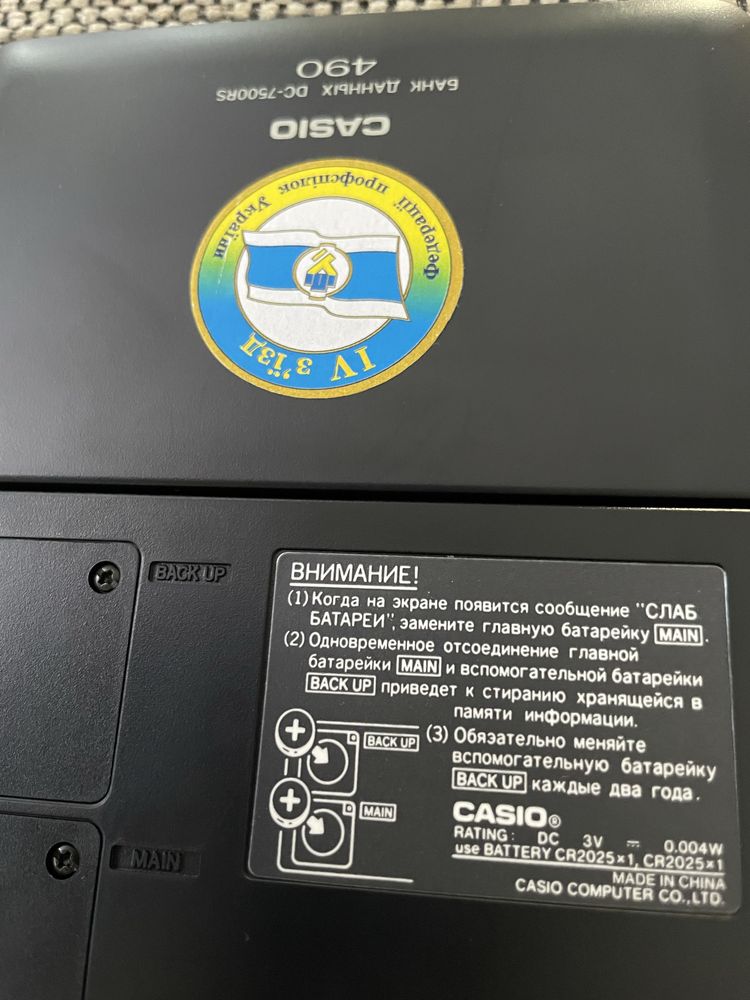 490
БАНК ДАННЫХ DC-7500RS
CASIO
Федерації профспілок України
IV з'їзд
BACK UP
MAIN
ВНИМАНИЕ!
(1) Когда на экране появится сообщение "СЛАБ
БАТАРЕИ", замените главную батарейку MAIN.
(2) Одновременное отсоединение главной
батарейки MAIN и вспомогательной батарейки
BACK UP приведет к стиранию хранящейся в
памяти информации.
(3) Обязательно меняйте
вспомогательную батарейку
BACK UP каждые два года.
BACK UP
MAIN
CASIO®
RATING: DC 3V ⎓ 0.004W
use BATTERY CR2025×1, CR2025×1
MADE IN CHINA
CASIO COMPUTER CO.,LTD.